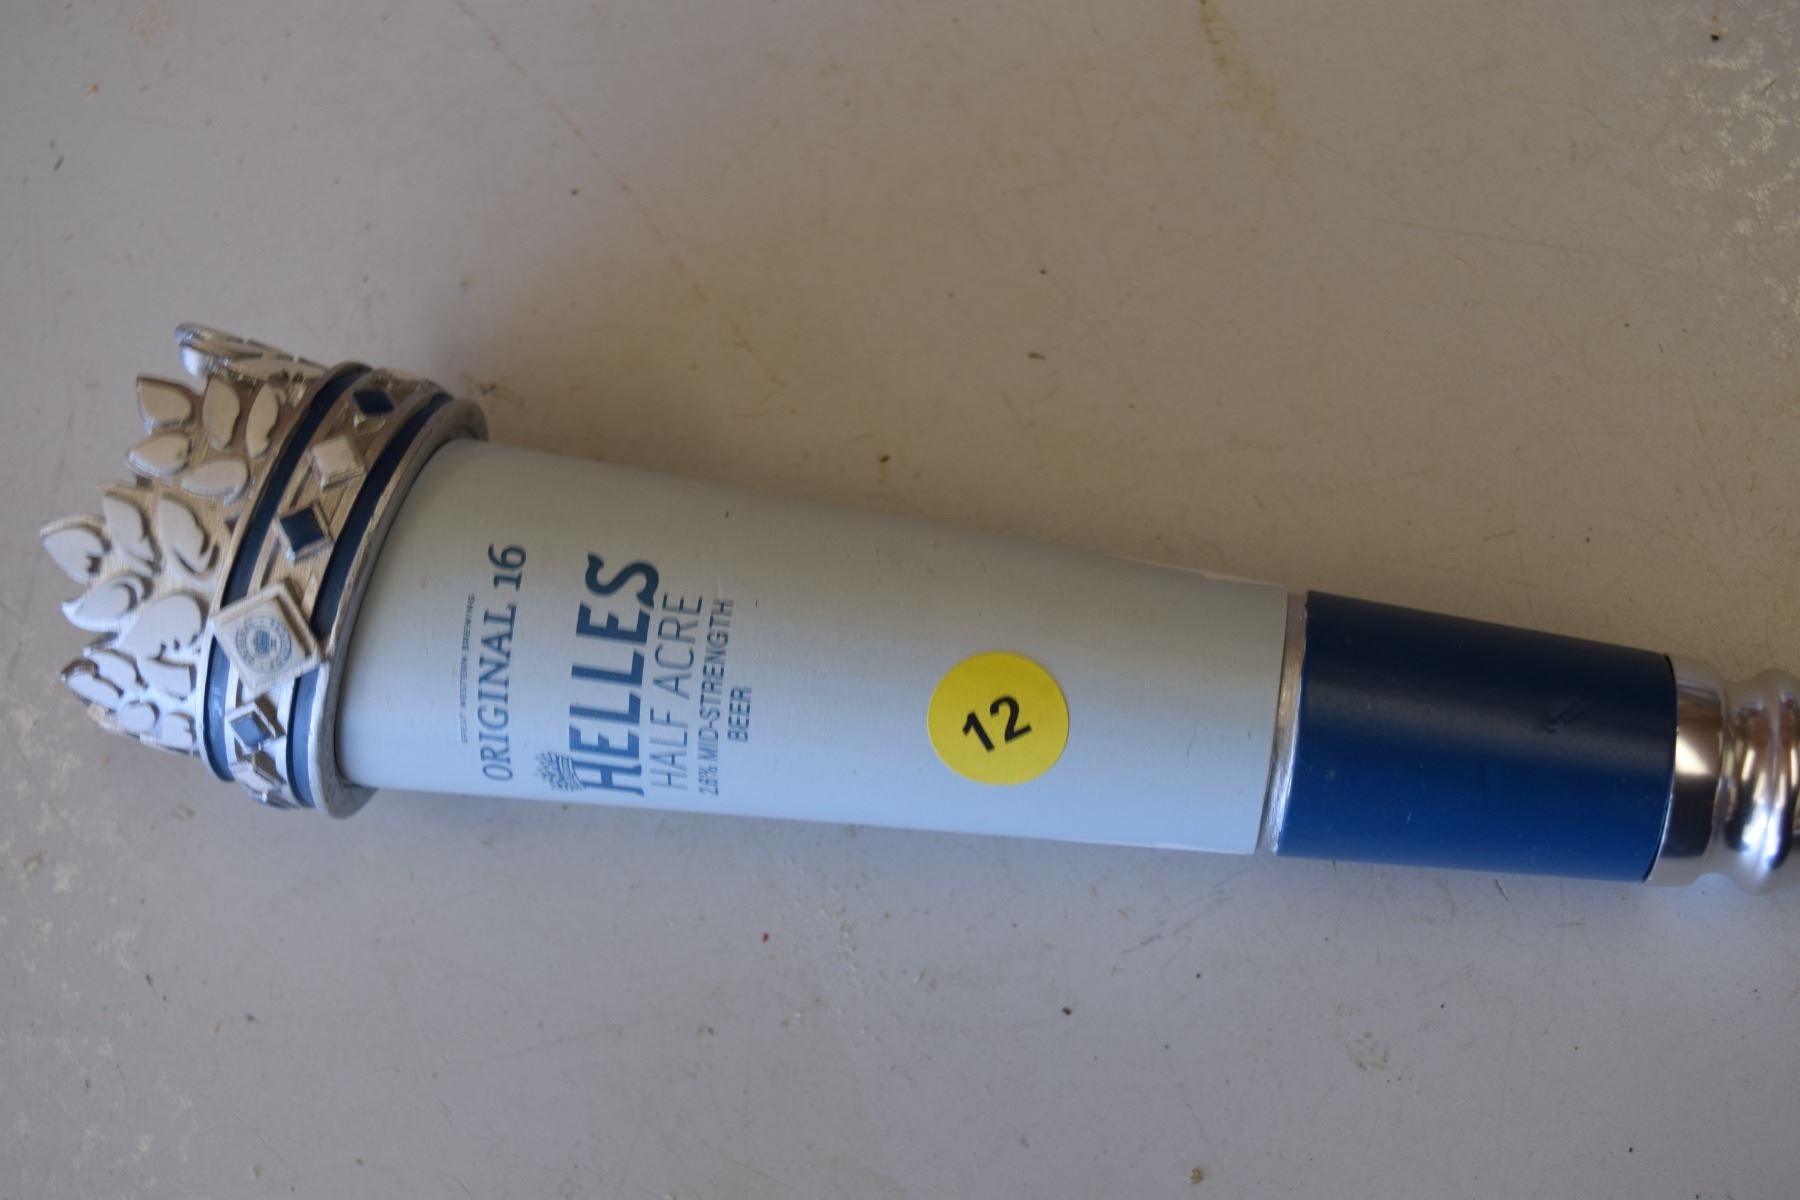 GREAT WESTERN BREWING
ORIGINAL 16
HELLES
HALF ACRE
2.6% MID-STRENGTH
BEER
12